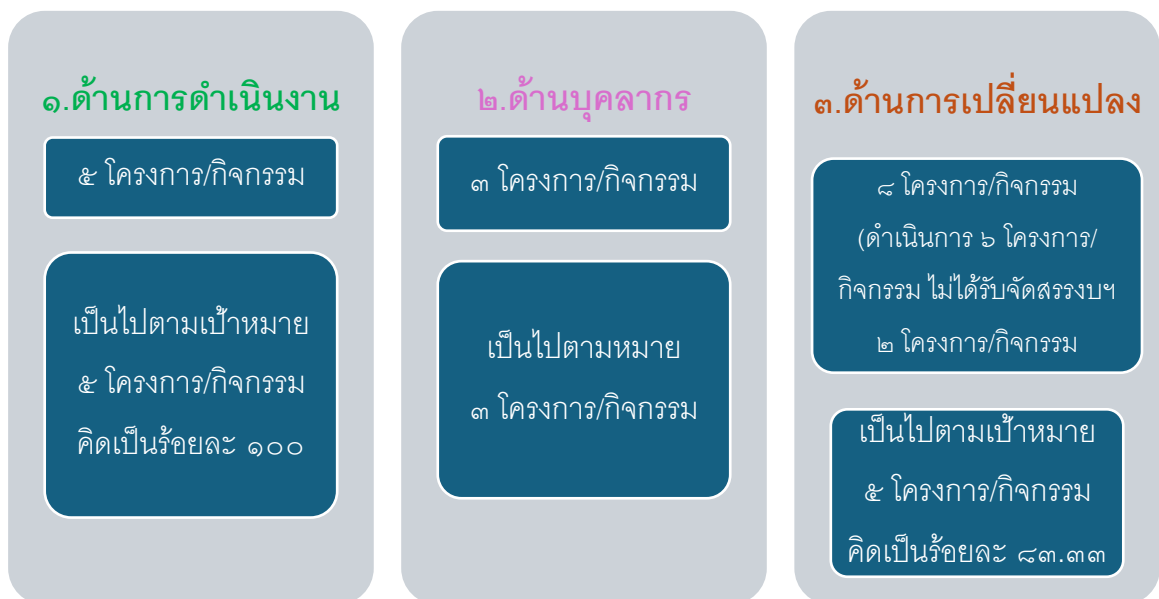 ๑.ด้านการดำเนินงาน
๕ โครงการ/กิจกรรม
เป็นไปตามเป้าหมาย
๕ โครงการ/กิจกรรม
คิดเป็นร้อยละ ๑๐๐
๒.ด้านบุคลากร
๓ โครงการ/กิจกรรม
เป็นไปตามหมาย
๓ โครงการ/กิจกรรม
๓.ด้านการเปลี่ยนแปลง
๘ โครงการ/กิจกรรม
(ดำเนินการ ๖ โครงการ/
กิจกรรม ไม่ได้รับจัดสรรงบฯ
๒ โครงการ/กิจกรรม
เป็นไปตามเป้าหมาย
๕ โครงการ/กิจกรรม
คิดเป็นร้อยละ ๘๓.๓๓